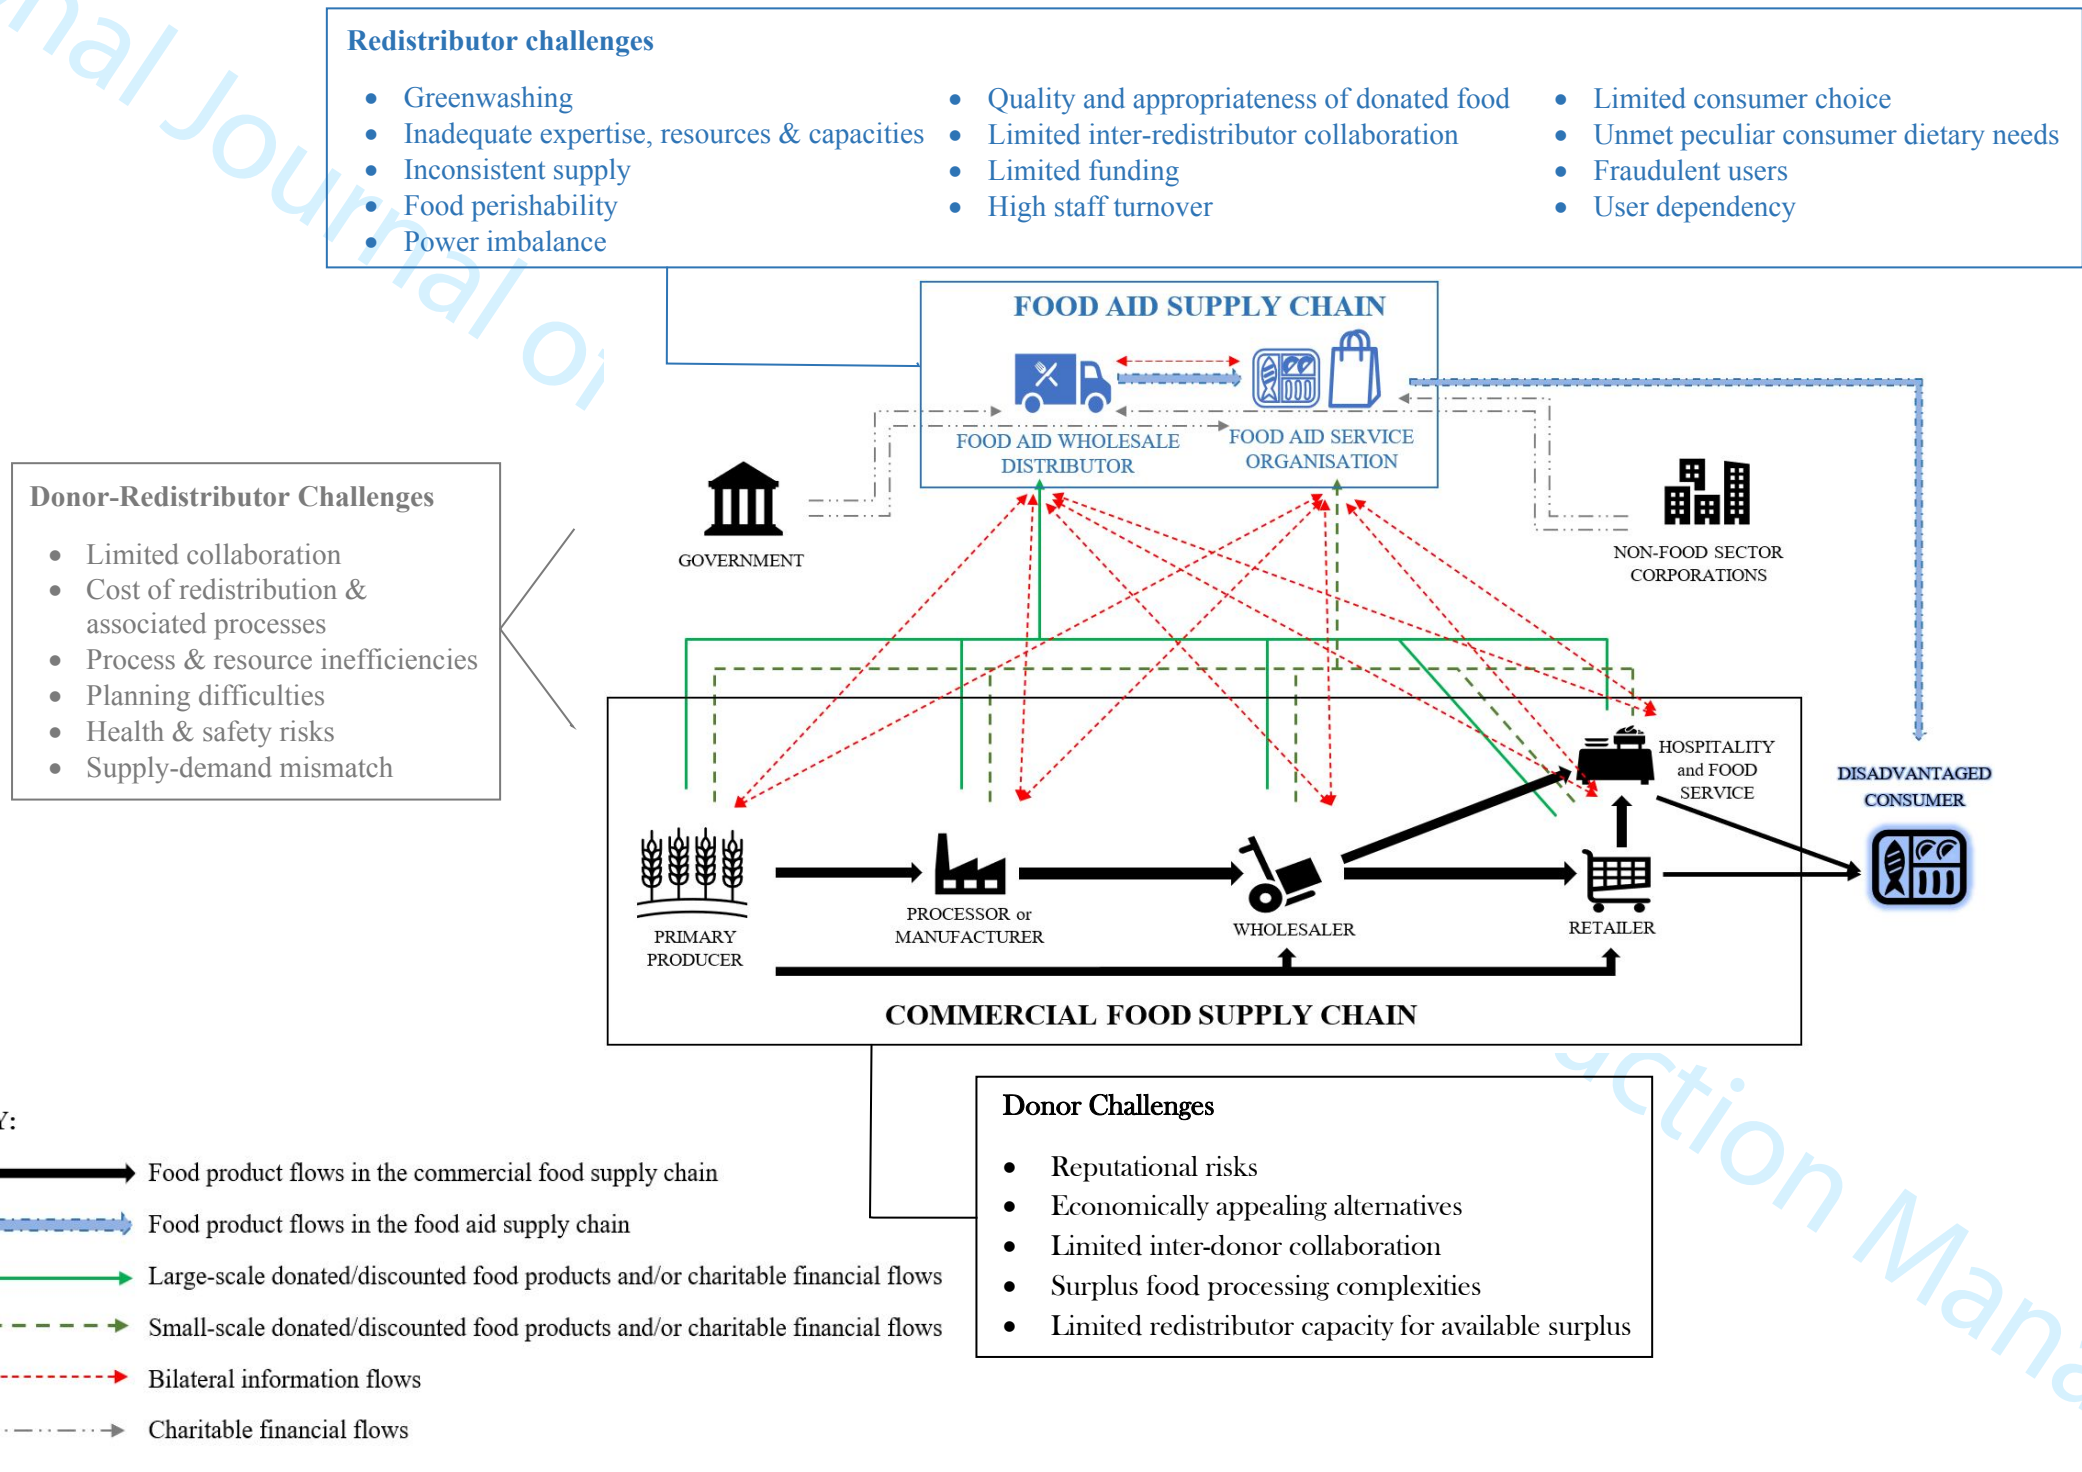 nal Journal of
Redistributor challenges
• Greenwashing
• Inadequate expertise, resources & capacities
• Inconsistent supply
• Food perishability
• Power imbalance
• Quality and appropriateness of donated food
• Limited inter-redistributor collaboration
• Limited funding
• High staff turnover
• Limited consumer choice
• Unmet peculiar consumer dietary needs
• Fraudulent users
• User dependency
FOOD AID SUPPLY CHAIN
FOOD AID WHOLESALE
DISTRIBUTOR
FOOD AID SERVICE
ORGANISATION
GOVERNMENT
NON-FOOD SECTOR
CORPORATIONS
Donor-Redistributor Challenges
• Limited collaboration
• Cost of redistribution &
associated processes
• Process & resource inefficiencies
• Planning difficulties
• Health & safety risks
• Supply-demand mismatch
HOSPITALITY
and FOOD
SERVICE
DISADVANTAGED
CONSUMER
PRIMARY
PRODUCER
PROCESSOR or
MANUFACTURER
WHOLESALER
RETAILER
COMMERCIAL FOOD SUPPLY CHAIN
Donor Challenges
• Reputational risks
• Economically appealing alternatives
• Limited inter-donor collaboration
• Surplus food processing complexities
• Limited redistributor capacity for available surplus
Y:
Food product flows in the commercial food supply chain
Food product flows in the food aid supply chain
Large-scale donated/discounted food products and/or charitable financial flows
Small-scale donated/discounted food products and/or charitable financial flows
Bilateral information flows
Charitable financial flows
uction Mana